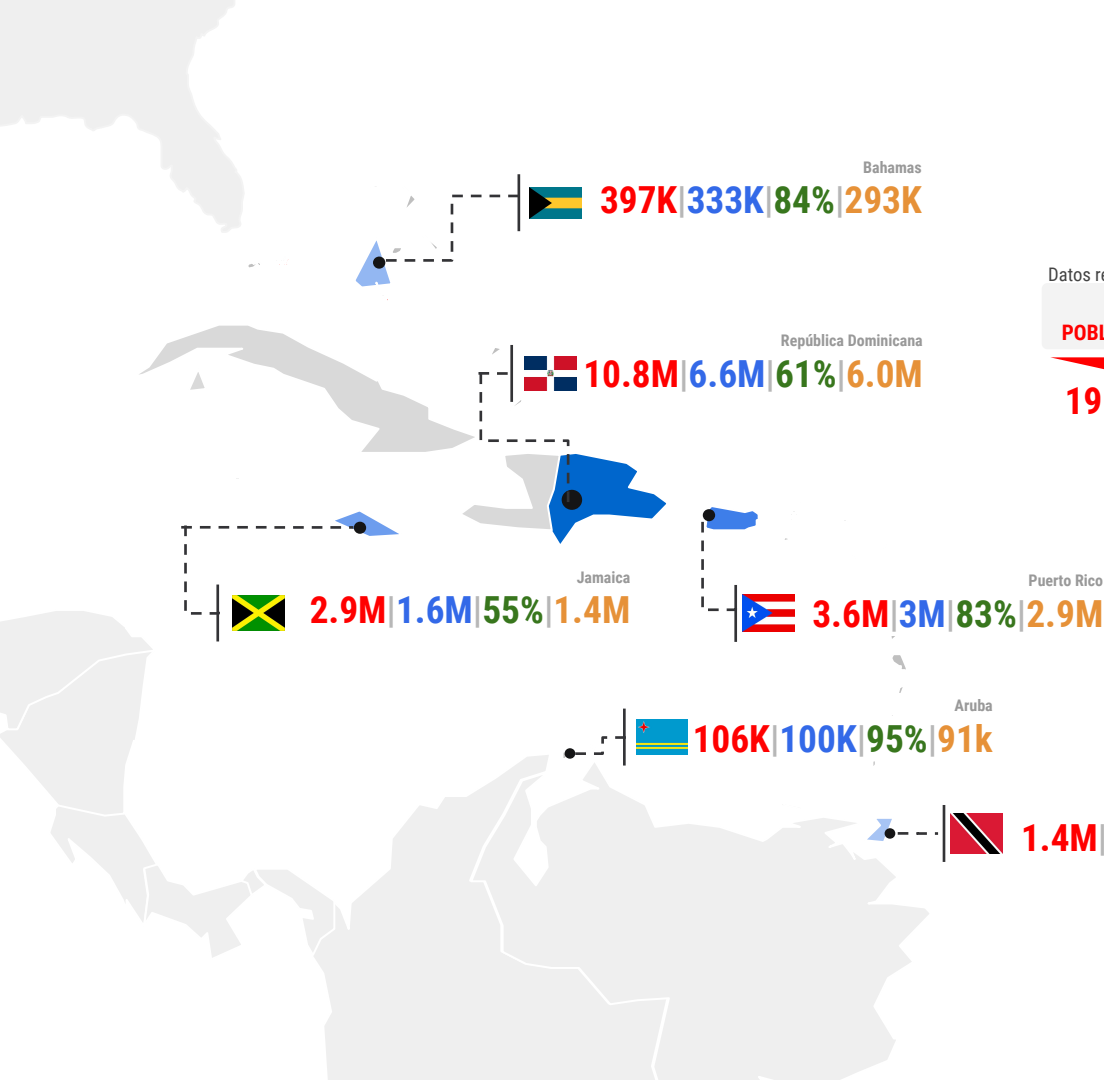 Bahamas
397K|333K|84%|293K
Datos re
POBL
República Dominicana
10.8M|6.6M|61%|6.0M
19
Jamaica
2.9M|1.6M|55%|1.4M
Puerto Rico
3.6M|3M|83%|2.9M
Aruba
106K|100K|95%|91k
1.4M|